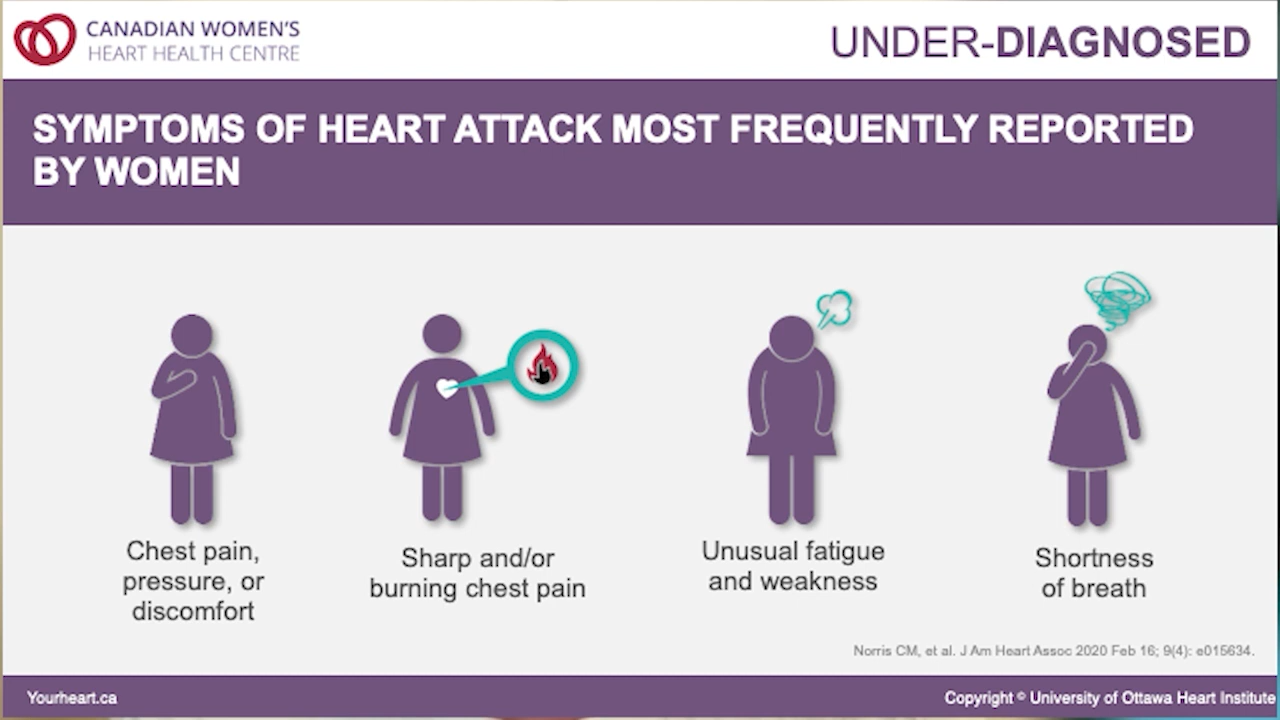 CANADIAN WOMEN'S
HEART HEALTH CENTRE
UNDER-DIAGNOSED
SYMPTOMS OF HEART ATTACK MOST FREQUENTLY REPORTED
BY WOMEN
Chest pain,
pressure, or
discomfort
Sharp and/or
burning chest pain
Unusual fatigue
and weakness
Shortness
of breath
Norris CM, et al. J Am Heart Assoc 2020 Feb 16; 9(4): e015634.
Yourheart.ca
Copyright © University of Ottawa Heart Institute